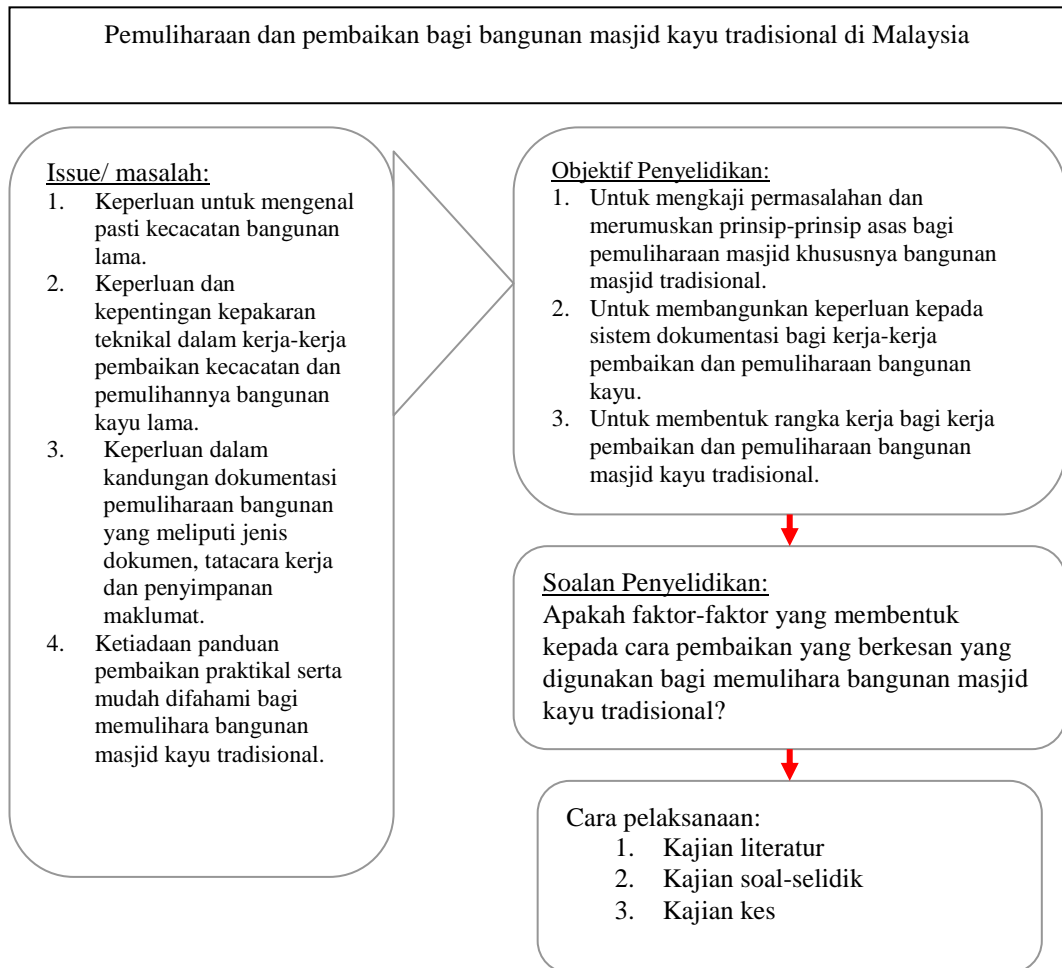 Pemuliharaan dan pembaikan bagi bangunan masjid kayu tradisional di Malaysia
Issue/ masalah:
1. Keperluan untuk mengenal
pasti kecacatan bangunan
lama.
2. Keperluan dan
kepentingan kepakaran
teknikal dalam kerja-kerja
pembaikan kecacatan dan
pemulihannya bangunan
kayu lama.
3. Keperluan dalam
kandungan dokumentasi
pemuliharaan bangunan
yang meliputi jenis
dokumen, tatacara kerja
dan penyimpanan
maklumat.
4. Ketiadaan panduan
pembaikan praktikal serta
mudah difahami bagi
memulihara bangunan
masjid kayu tradisional.
Objektif Penyelidikan:
1. Untuk mengkaji permasalahan dan
merumuskan prinsip-prinsip asas bagi
pemuliharaan masjid khususnya bangunan
masjid tradisional.
2. Untuk membangunkan keperluan kepada
sistem dokumentasi bagi kerja-kerja
pembaikan dan pemuliharaan bangunan
kayu.
3. Untuk membentuk rangka kerja bagi kerja
pembaikan dan pemuliharaan bangunan
masjid kayu tradisional.
Soalan Penyelidikan:
Apakah faktor-faktor yang membentuk
kepada cara pembaikan yang berkesan yang
digunakan bagi memulihara bangunan masjid
kayu tradisional?
Cara pelaksanaan:
1. Kajian literatur
2. Kajian soal-selidik
3. Kajian kes